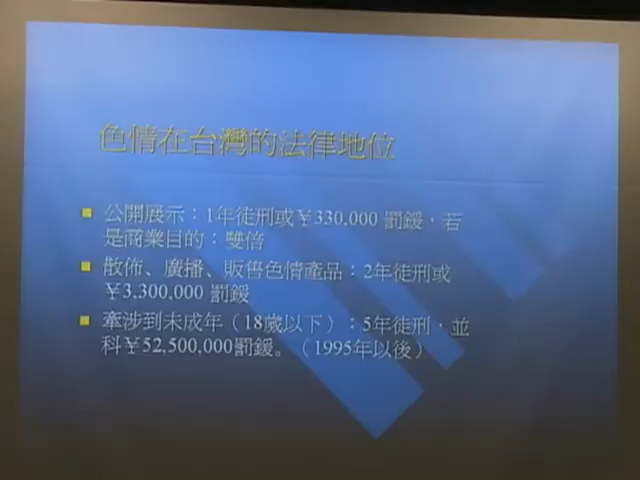 色情在台灣的法律地位
公開展示：1年徒刑或￥330,000 罰鍰，若
是商業目的：雙倍
散佈、廣播、販售色情產品：2年徒刑或
￥3,300,000 罰鍰
牽涉到未成年（18歲以下）：5年徒刑，並
科￥52,500,000罰鍰。（1995年以後）